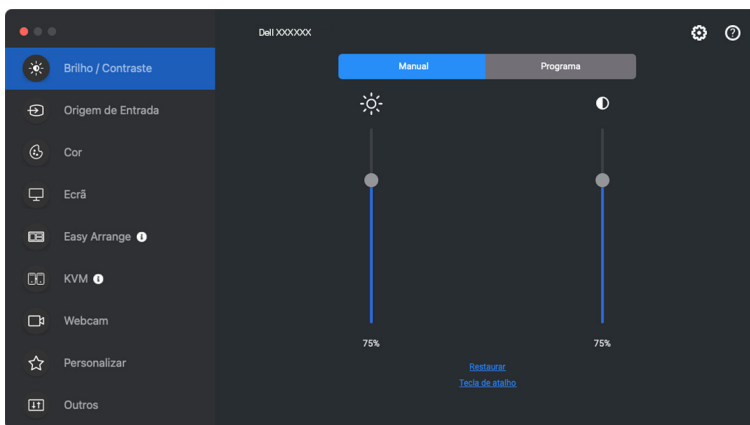 Dell XXXXXX
Brilho / Contraste
Origem de Entrada
Cor
Ecrã
Easy Arrange
KVM
Webcam
Personalizar
Outros
Manual
Programa
75%
75%
Restaurar
Tecla de atalho